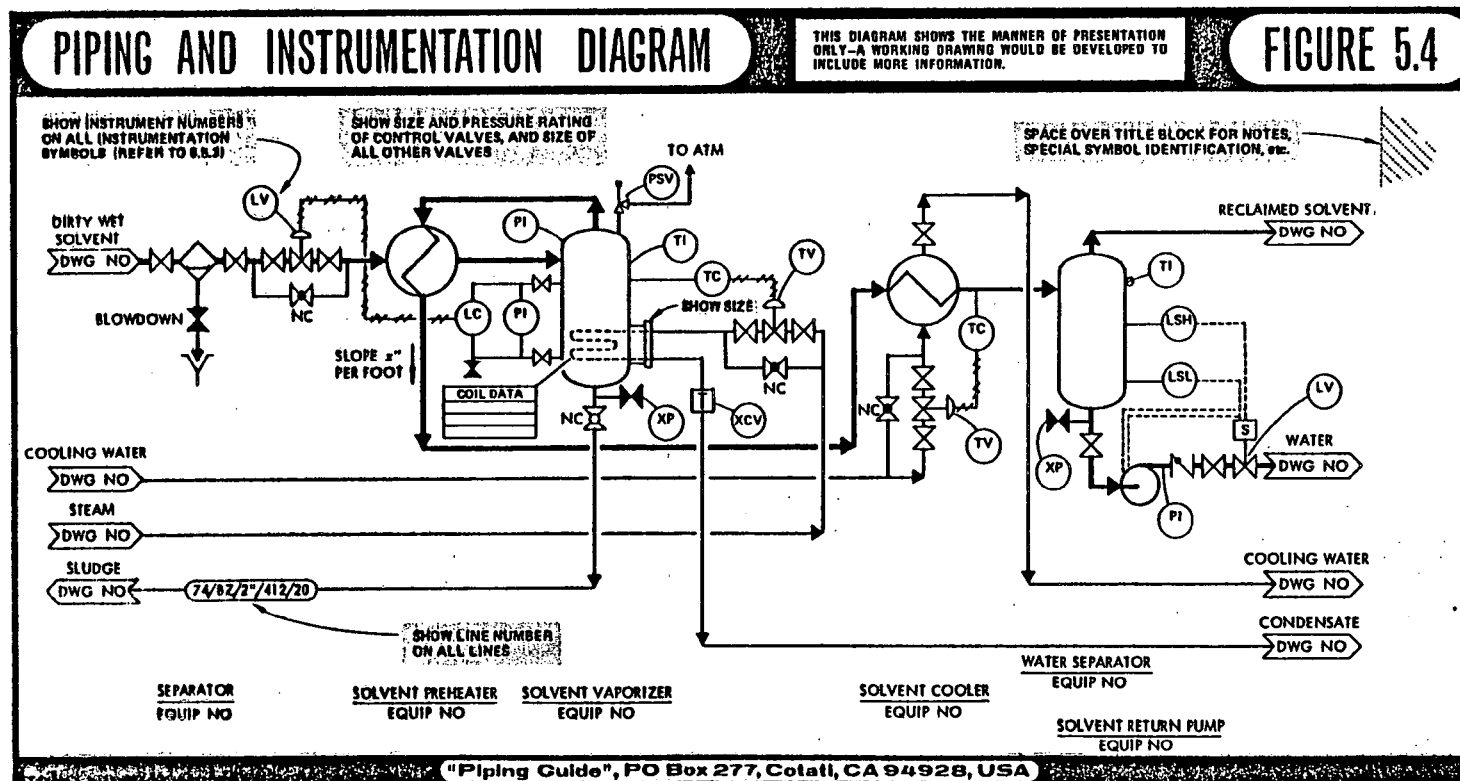 PIPING AND INSTRUMENTATION DIAGRAM
THIS DIAGRAM SHOWS THE MANNER OF PRESENTATION
ONLY–A WORKING DRAWING WOULD BE DEVELOPED TO
INCLUDE MORE INFORMATION.
FIGURE 5.4
SHOW INSTRUMENT NUMBERS
ON ALL INSTRUMENTATION
SYMBOLS (REFER TO 5.5.3)
SHOW SIZE AND PRESSURE RATING
OF CONTROL VALVES, AND SIZE OF
ALL OTHER VALVES
SPACE OVER TITLE BLOCK FOR NOTES,
SPECIAL SYMBOL IDENTIFICATION, etc.
TO ATM
PSV
LV
DIRTY WET
SOLVENT
DWG NO
NC
BLOWDOWN
PI
TI
TC
TV
SHOW SIZE
LC
PI
SLOPE x"
PER FOOT
COIL DATA
NC
XP
XCV
NC
TC
NC
TV
RECLAIMED SOLVENT
DWG NO
TI
LSH
LSL
LV
S
XP
PI
WATER
DWG NO
COOLING WATER
DWG NO
STEAM
DWG NO
SLUDGE
DWG NO
74/BZ/2"/412/20
SHOW LINE NUMBER
ON ALL LINES
COOLING WATER
DWG NO
CONDENSATE
DWG NO
SEPARATOR
EQUIP NO
SOLVENT PREHEATER
EQUIP NO
SOLVENT VAPORIZER
EQUIP NO
SOLVENT COOLER
EQUIP NO
WATER SEPARATOR
EQUIP NO
SOLVENT RETURN PUMP
EQUIP NO
"Piping Guide", PO Box 277, Cotati, CA 94928, USA